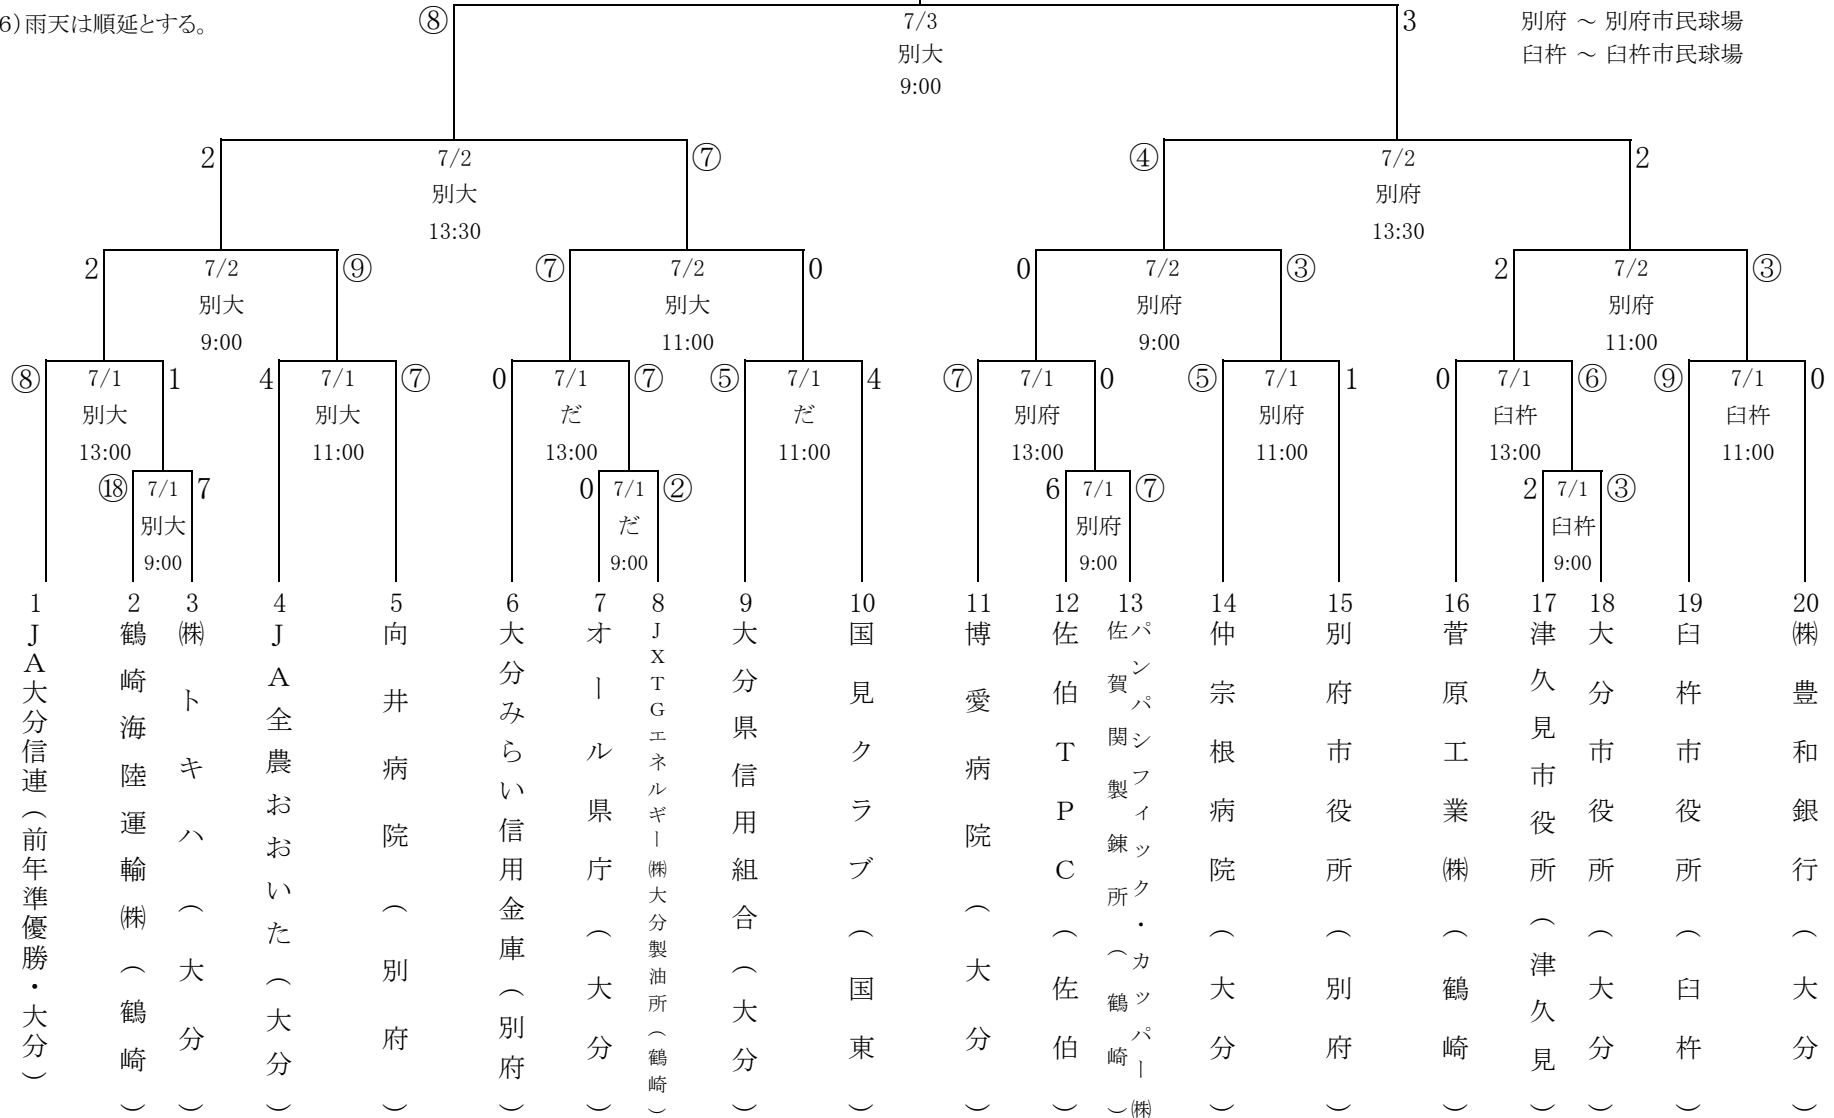 6)雨天は順延とする。
別府 ～ 別府市民球場
臼杵 ～ 臼杵市民球場
⑧ 7/3 3
別大
9:00
2 7/2 ⑦ ④ 7/2 2
別大 別府
13:30 13:30
2 7/2 ⑨ ⑦ 7/2 0 0 7/2 ③ 2 7/2 ③
別大 別大 別府 別府
9:00 11:00 9:00 11:00
⑧ 7/1 1 4 7/1 ⑦ 0 7/1 ⑦ ⑤ 7/1 4 ⑦ 7/1 0 ⑤ 7/1 1 0 7/1 ⑥ ⑨ 7/1 0
別大 別大 だ だ 別府 別府 臼杵 臼杵
13:00 11:00 13:00 11:00 13:00 11:00 13:00 11:00
⑱ 7/1 7 0 7/1 ② 6 7/1 ⑦ 2 7/1 ③
別大 だ 別府 臼杵
9:00 9:00 9:00 9:00
1 JA大分信連(前年準優勝・大分)
2 鶴崎海陸運輸㈱(鶴崎)
3 ㈱トキハ(大分)
4 JA全農おおいた(大分)
5 向井病院(別府)
6 大分みらい信用金庫(別府)
7 オール県庁(大分)
8 JXTGエネルギー㈱大分製油所(鶴崎)
9 大分県信用組合(大分)
10 国見クラブ(国東)
11 博愛病院(大分)
12 佐伯TPC(佐伯)
13 パンパシフィック・カッパー㈱
佐賀関製錬所(鶴崎)
14 仲宗根病院(大分)
15 別府市役所(別府)
16 菅原工業㈱(鶴崎)
17 津久見市役所(津久見)
18 大分市役所(大分)
19 臼杵市役所(臼杵)
20 ㈱豊和銀行(大分)